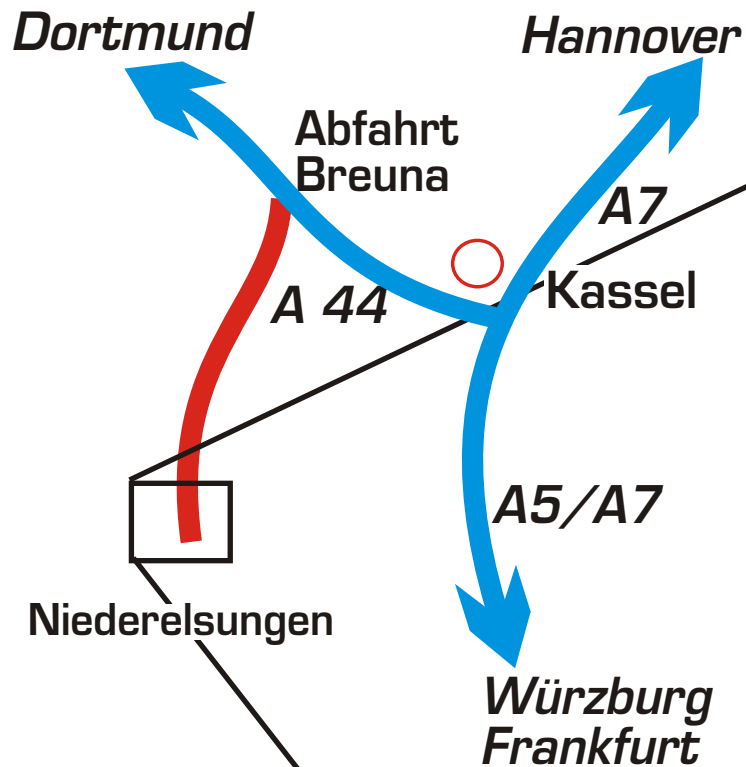 Dortmund
Hannover
Abfahrt
Breuna
A7
Kassel
A 44
A5/A7
Niederelsungen
Würzburg
Frankfurt